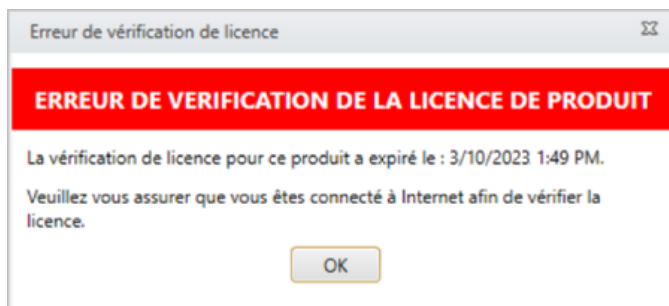 Erreur de vérification de licence
ERREUR DE VERIFICATION DE LA LICENCE DE PRODUIT
La vérification de licence pour ce produit a expiré le : 3/10/2023 1:49 PM.
Veuillez vous assurer que vous êtes connecté à Internet afin de vérifier la
licence.
OK